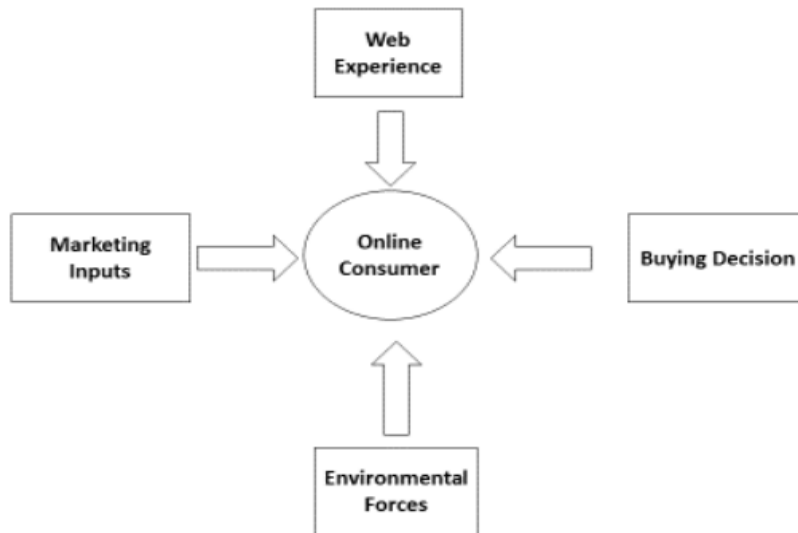 Web
Experience
Marketing
Inputs
Online
Consumer
Buying Decision
Environmental
Forces